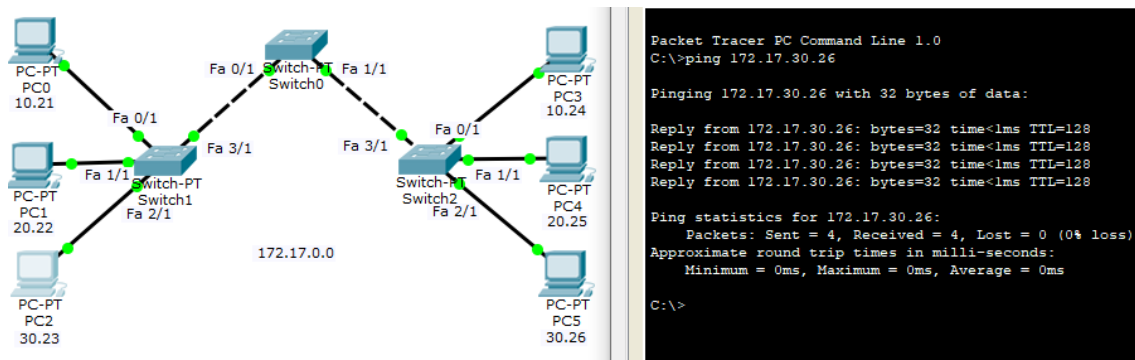 PC-PT
PC0
10.21
Fa 0/1
Switch-PT
Switch0
Fa 1/1
PC-PT
PC3
10.24
Fa 0/1
Fa 3/1
Fa 3/1
Fa 0/1
Fa 1/1
Switch-PT
Switch1
Fa 2/1
PC-PT
PC1
20.22
Switch-PT
Switch2
Fa 1/1
Fa 2/1
PC-PT
PC4
20.25
172.17.0.0
PC-PT
PC2
30.23
PC-PT
PC5
30.26
Packet Tracer PC Command Line 1.0
C:\>ping 172.17.30.26
Pinging 172.17.30.26 with 32 bytes of data:
Reply from 172.17.30.26: bytes=32 time<1ms TTL=128
Reply from 172.17.30.26: bytes=32 time<1ms TTL=128
Reply from 172.17.30.26: bytes=32 time<1ms TTL=128
Reply from 172.17.30.26: bytes=32 time<1ms TTL=128
Ping statistics for 172.17.30.26:
Packets: Sent = 4, Received = 4, Lost = 0 (0% loss)
Approximate round trip times in milli-seconds:
Minimum = 0ms, Maximum = 0ms, Average = 0ms
C:\>